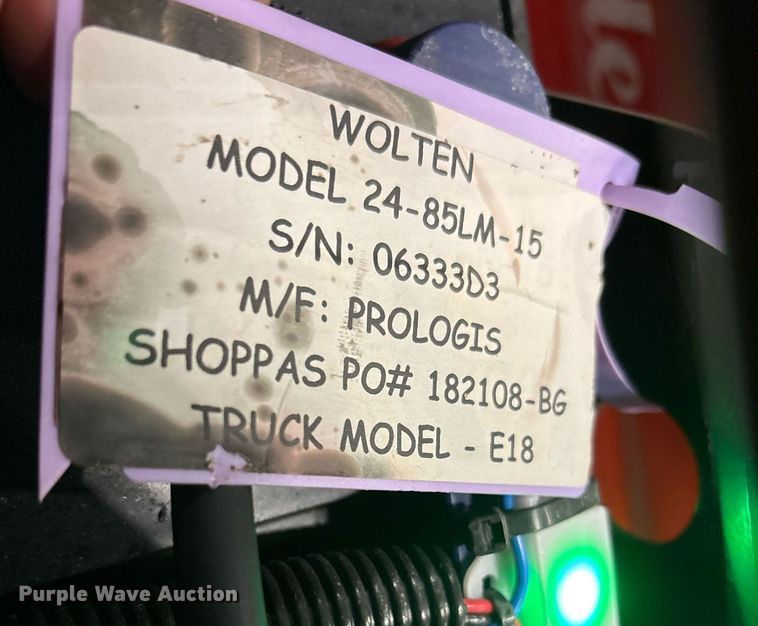 WOLTEN
MODEL 24-85LM-15
S/N: 06333D3
M/F: PROLOGIS
SHOPPAS PO# 182108-BG
TRUCK MODEL - E18
Purple Wave Auction